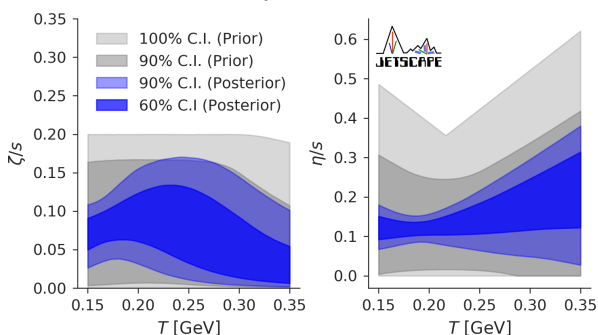 0.35
0.30
0.25
0.20
0.15
0.10
0.05
0.00
ζ/s
100% C.I. (Prior)
90% C.I. (Prior)
90% C.I. (Posterior)
60% C.I (Posterior)
0.15 0.20 0.25 0.30 0.35
T [GeV]
0.6
0.5
0.4
0.3
0.2
0.1
0.0
η/s
JETSCAPE
0.15 0.20 0.25 0.30 0.35
T [GeV]